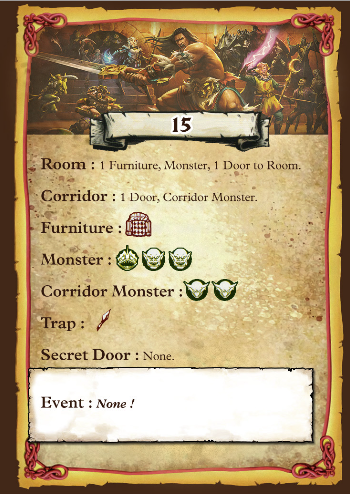 15
Room : 1 Furniture, Monster, 1 Door to Room.
Corridor : 1 Door, Corridor Monster.
Furniture :
Monster :
Corridor Monster :
Trap :
Secret Door : None.
Event : None !